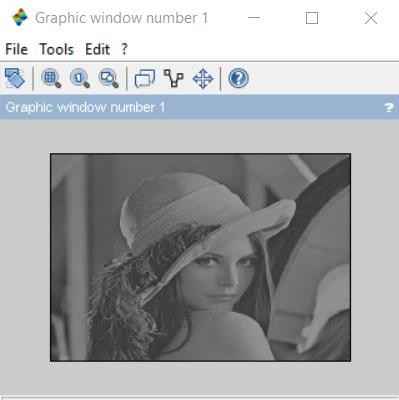 Graphic window number 1
File Tools Edit ?
Graphic window number 1 ?